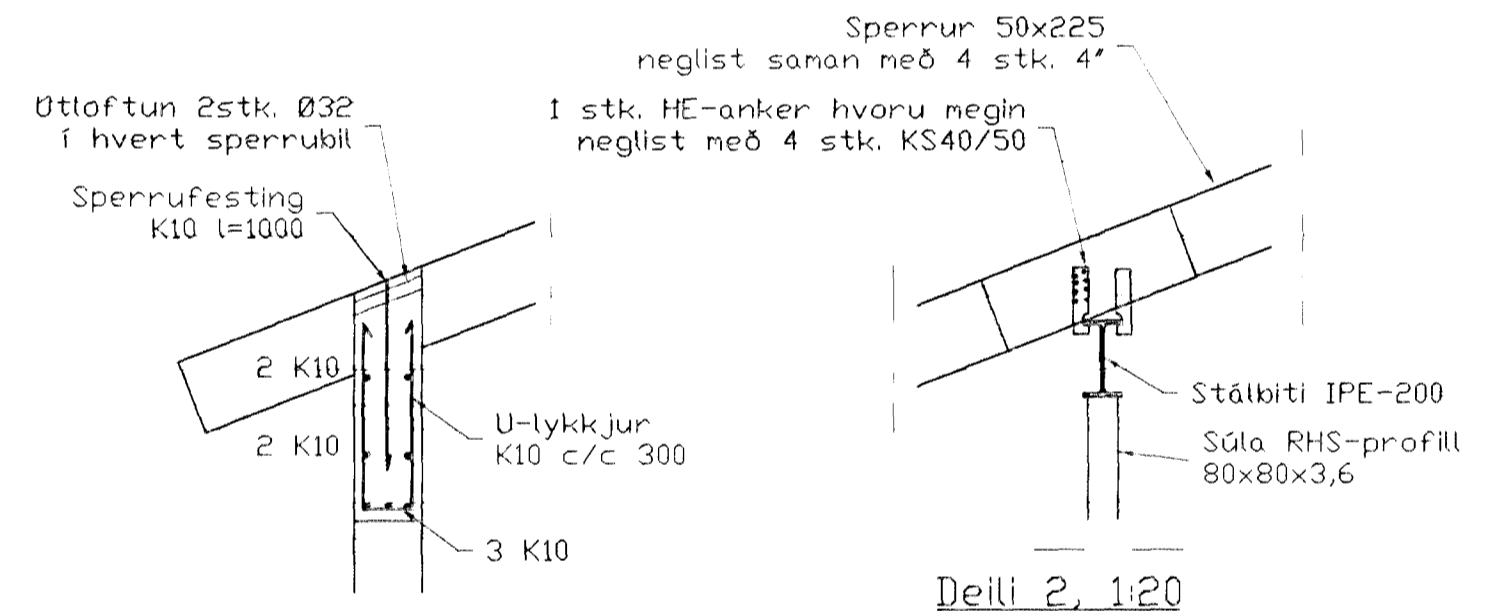 Útloftun 2stk. Ø32
í hvert sperrubil
Sperrufesting
K10 l=1000
2 K10
2 K10
U-lykkjur
K10 c/c 300
3 K10
Sperrur 50x225
neglist saman með 4 stk. 4"
1 stk. HE-anker hvoru megin
neglist með 4 stk. KS40/50
Stálbiti IPE-200
Súla RHS-profill
80x80x3,6
Deili 2, 1:20